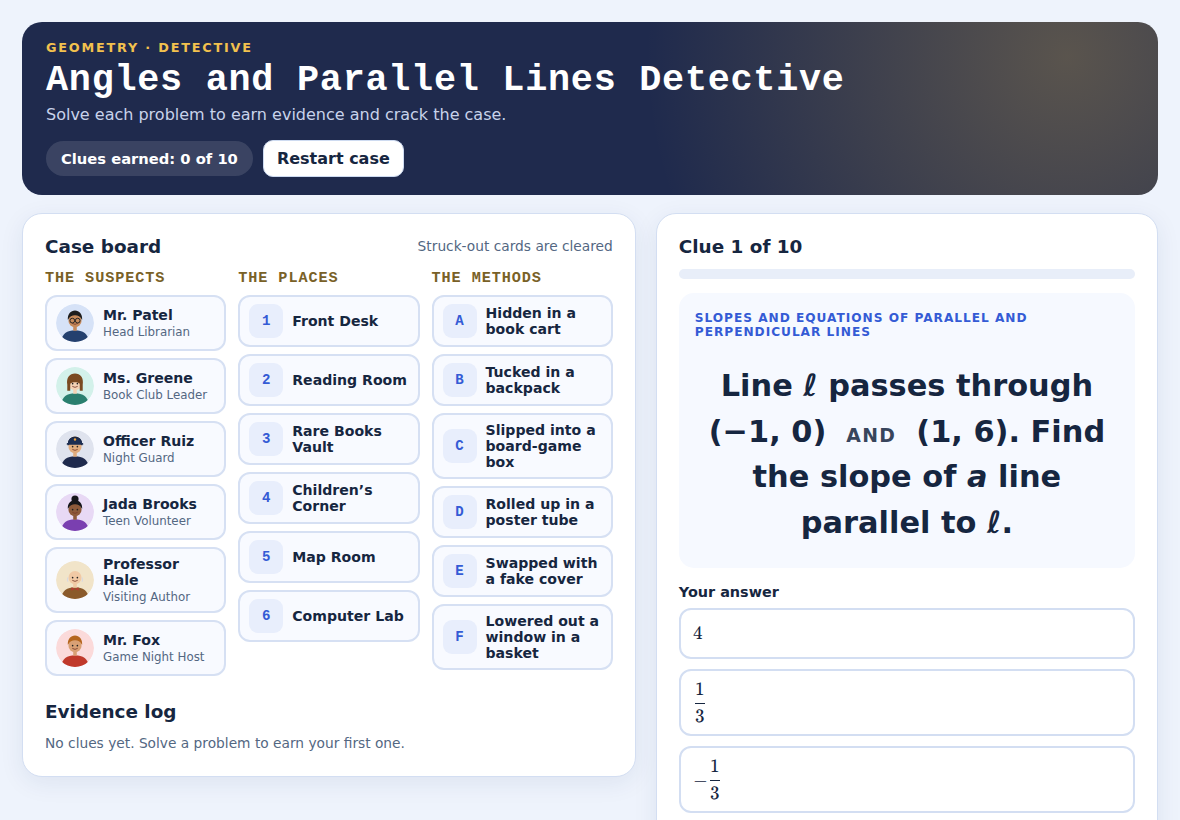 GEOMETRY · DETECTIVE
Angles and Parallel Lines Detective
Solve each problem to earn evidence and crack the case.
Clues earned: 0 of 10
Restart case
Case board
Struck-out cards are cleared
THE SUSPECTS
Mr. Patel
Head Librarian
Ms. Greene
Book Club Leader
Officer Ruiz
Night Guard
Jada Brooks
Teen Volunteer
Professor
Hale
Visiting Author
Mr. Fox
Game Night Host
THE PLACES
1 Front Desk
2 Reading Room
3 Rare Books
Vault
4 Children’s
Corner
5 Map Room
6 Computer Lab
THE METHODS
A Hidden in a
book cart
B Tucked in a
backpack
C Slipped into a
board-game
box
D Rolled up in a
poster tube
E Swapped with
a fake cover
F Lowered out a
window in a
basket
Evidence log
No clues yet. Solve a problem to earn your first one.
Clue 1 of 10
SLOPES AND EQUATIONS OF PARALLEL AND
PERPENDICULAR LINES
Line ℓ passes through
(−1, 0) AND (1, 6). Find
the slope of a line
parallel to ℓ.
Your answer
4
1/3
−1/3